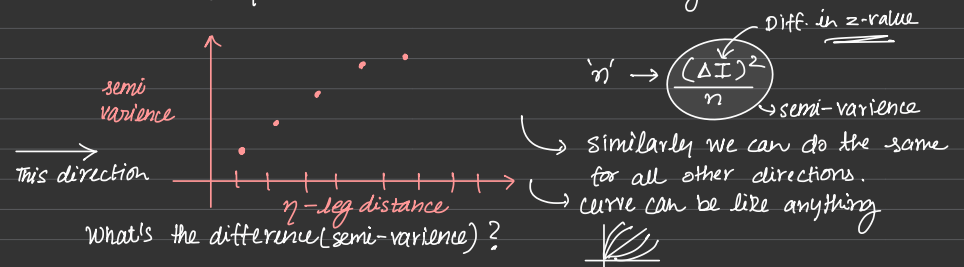 Diff. in z-value
'n' → (ΔI)² / n
semi-varience
semi
varience
This direction
n-leg distance
What's the difference (semi-varience) ?
similarly we can do the same
for all other directions.
curve can be like anything